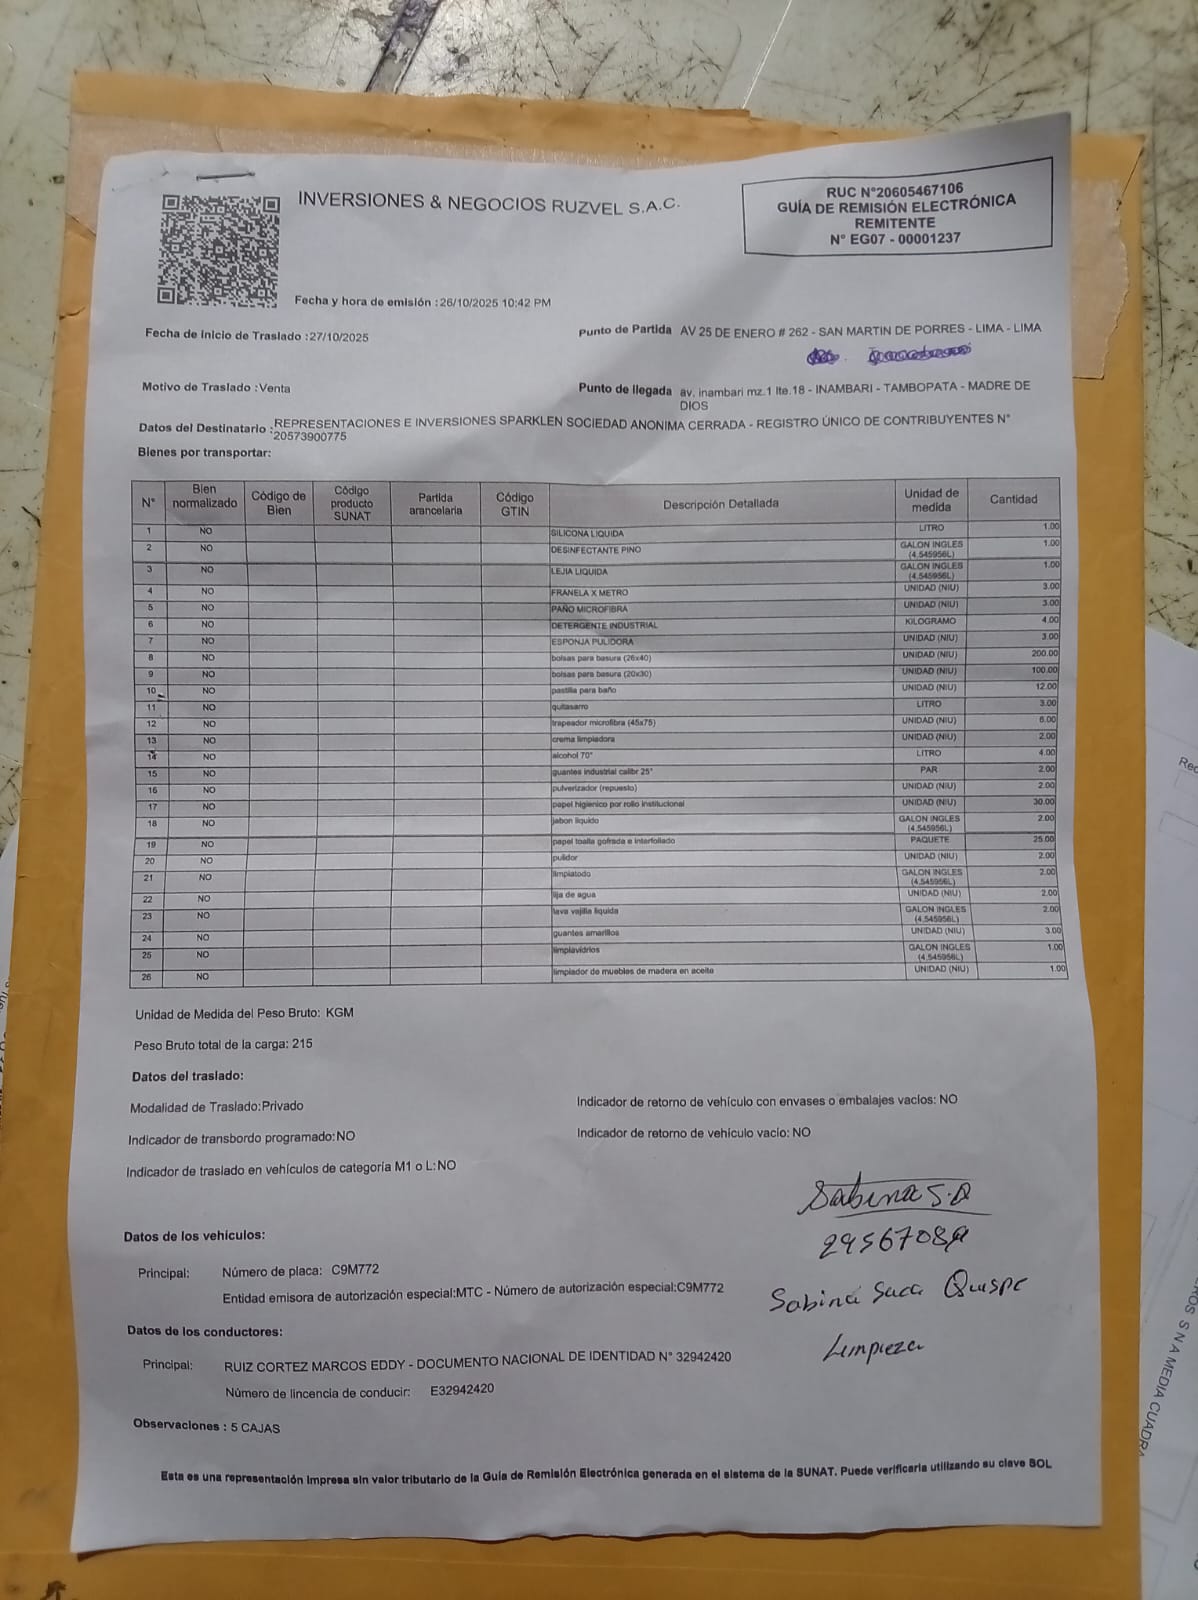 INVERSIONES & NEGOCIOS RUZVEL S.A.C.
RUC N°20605467106
GUÍA DE REMISIÓN ELECTRÓNICA
REMITENTE
N° EG07 - 00001237
Fecha y hora de emisión :26/10/2025 10:42 PM
Fecha de inicio de Traslado :27/10/2025
Punto de Partida AV 25 DE ENERO # 262 - SAN MARTIN DE PORRES - LIMA - LIMA
Motivo de Traslado :Venta
Punto de llegada av. inambari mz.1 lte.18 - INAMBARI - TAMBOPATA - MADRE DE
DIOS
Datos del Destinatario :REPRESENTACIONES E INVERSIONES SPARKLEN SOCIEDAD ANONIMA CERRADA - REGISTRO ÚNICO DE CONTRIBUYENTES N°
20573900775
Bienes por transportar:
N° Bien normalizado Código de Bien Código producto SUNAT Partida arancelaria Código GTIN Descripción Detallada Unidad de medida Cantidad
1 NO SILICONA LIQUIDA LITRO 1.00
2 NO DESINFECTANTE PINO GALON INGLES (4,545956L) 1.00
3 NO LEJIA LIQUIDA GALON INGLES (4,545956L) 1.00
4 NO FRANELA X METRO UNIDAD (NIU) 3.00
5 NO PAÑO MICROFIBRA UNIDAD (NIU) 3.00
6 NO DETERGENTE INDUSTRIAL KILOGRAMO 4.00
7 NO ESPONJA PULIDORA UNIDAD (NIU) 3.00
8 NO bolsas para basura (26x40) UNIDAD (NIU) 200.00
9 NO bolsas para basura (20x30) UNIDAD (NIU) 100.00
10 NO pastilla para baño UNIDAD (NIU) 12.00
11 NO quitasarro LITRO 3.00
12 NO trapeador microfibra (45x75) UNIDAD (NIU) 6.00
13 NO crema limpiadora UNIDAD (NIU) 2.00
14 NO alcohol 70° LITRO 4.00
15 NO guantes industrial calibr 25" PAR 2.00
16 NO pulverizador (repuesto) UNIDAD (NIU) 2.00
17 NO papel higienico por rollo institucional UNIDAD (NIU) 30.00
18 NO jabon liquido GALON INGLES (4,545956L) 2.00
19 NO papel toalla gofrada e interfoliado PAQUETE 25.00
20 NO pulidor UNIDAD (NIU) 2.00
21 NO limpiatodo GALON INGLES (4,545956L) 2.00
22 NO lija de agua UNIDAD (NIU) 2.00
23 NO lava vajilla liquida GALON INGLES (4,545956L) 2.00
24 NO guantes amarillos UNIDAD (NIU) 3.00
25 NO limpiavidrios GALON INGLES (4,545956L) 1.00
26 NO limpiador de muebles de madera en aceite UNIDAD (NIU) 1.00
Unidad de Medida del Peso Bruto: KGM
Peso Bruto total de la carga: 215
Datos del traslado:
Modalidad de Traslado:Privado
Indicador de retorno de vehículo con envases o embalajes vacíos: NO
Indicador de transbordo programado:NO
Indicador de retorno de vehículo vacio: NO
Indicador de traslado en vehículos de categoría M1 o L:NO
Sabina S.Q
Datos de los vehículos:
Principal: Número de placa: C9M772
Entidad emisora de autorización especial:MTC - Número de autorización especial:C9M772
Sabina Saca Quispe
Datos de los conductores:
Limpieza
Principal: RUIZ CORTEZ MARCOS EDDY - DOCUMENTO NACIONAL DE IDENTIDAD N° 32942420
Número de lincencia de conducir: E32942420
Observaciones : 5 CAJAS
Esta es una representación impresa sin valor tributario de la Guía de Remisión Electrónica generada en el sistema de la SUNAT. Puede verificarla utilizando su clave SOL
S N A MEDIA CUADRA